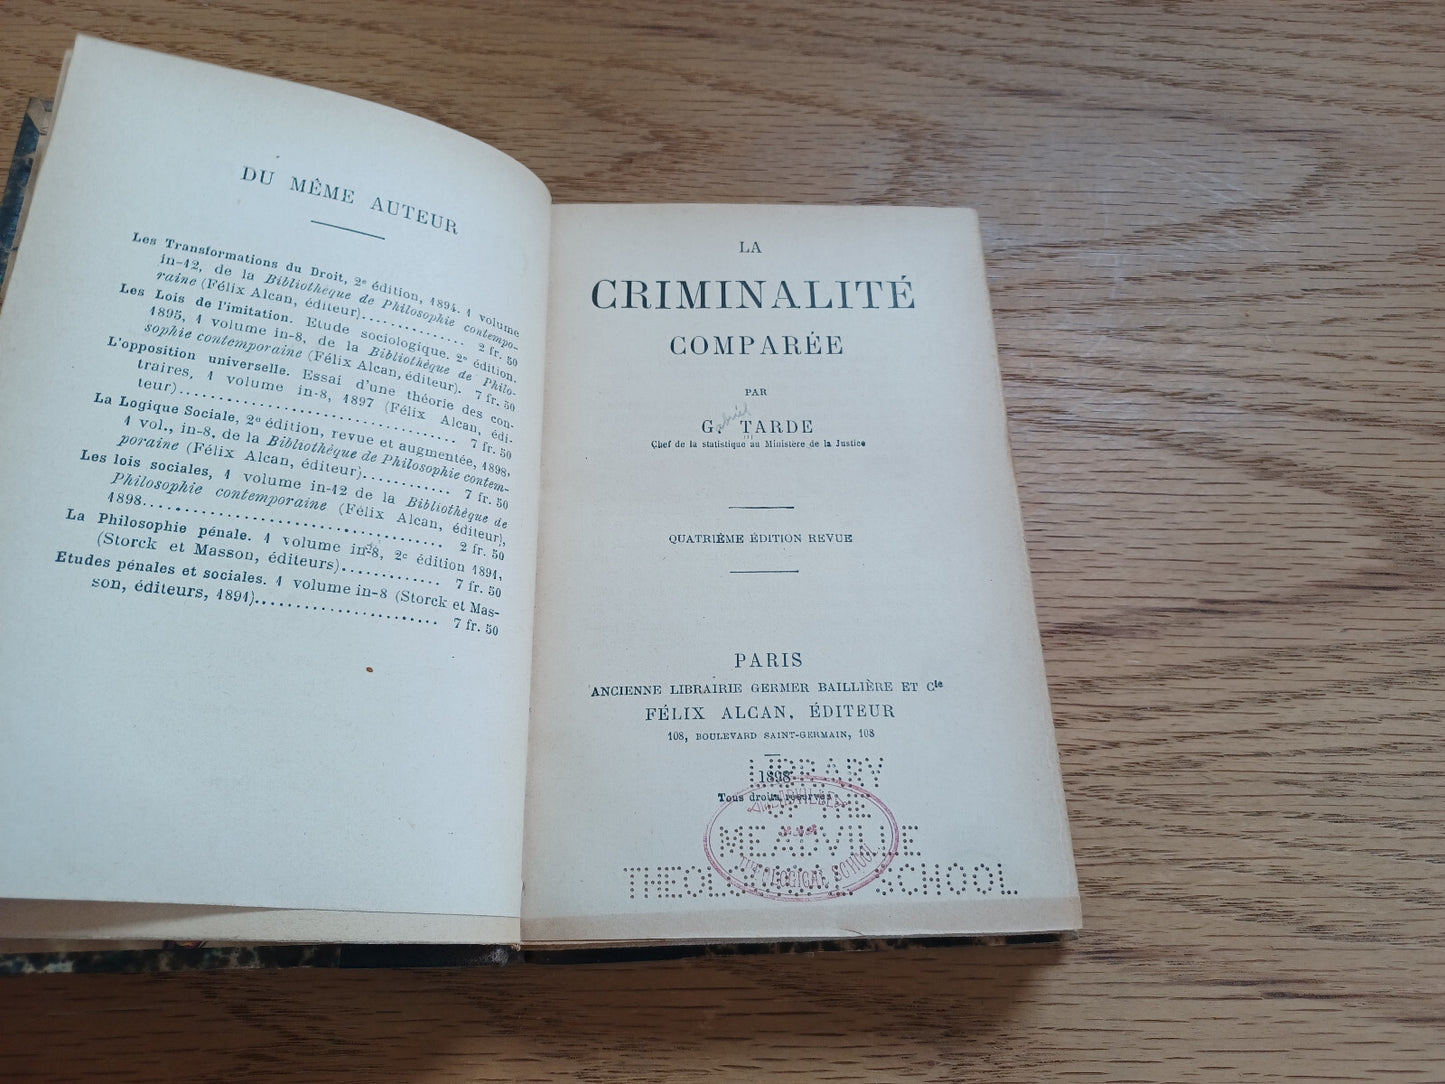 DU MÊME AUTEUR
Les Transformations du Droit, 2e édition, 1894. 1 volume
in-12, de la Bibliothèque de Philosophie contempo-
raine (Félix Alcan, éditeur)............... 2 fr. 50
Les Lois de l'imitation. Etude sociologique. 2e édition.
1895, 1 volume in-8, de la Bibliothèque de Philo-
sophie contemporaine (Félix Alcan, éditeur). 7 fr. 50
L'opposition universelle. Essai d'une théorie des con-
traires, 1 volume in-8, 1897 (Félix Alcan, édi-
teur)................................. 7 fr. 50
La Logique Sociale, 2e édition, revue et augmentée, 1898,
1 vol., in-8, de la Bibliothèque de Philosophie contem-
poraine (Félix Alcan, éditeur)............ 7 fr. 50
Les lois sociales, 1 volume in-12 de la Bibliothèque de
Philosophie contemporaine (Félix Alcan, éditeur),
1898................................... 2 fr. 50
La Philosophie pénale. 1 volume in-8, 2e édition 1891,
(Storck et Masson, éditeurs)............. 7 fr. 50
Etudes pénales et sociales. 1 volume in-8 (Storck et Mas-
son, éditeurs, 1891)...................... 7 fr. 50
LA
CRIMINALITÉ
COMPARÉE
PAR
G. abriel TARDE
Chef de la statistique au Ministère de la Justice
QUATRIÈME ÉDITION REVUE
PARIS
ANCIENNE LIBRAIRIE GERMER BAILLIÈRE ET Cie
FÉLIX ALCAN, ÉDITEUR
108, BOULEVARD SAINT-GERMAIN, 108
1898
Tous droits réservés
LIBRARY
OF THE
MEADVILLE
THEOLOGICAL SCHOOL
MEADVILLE
THEOLOGICAL SCHOOL